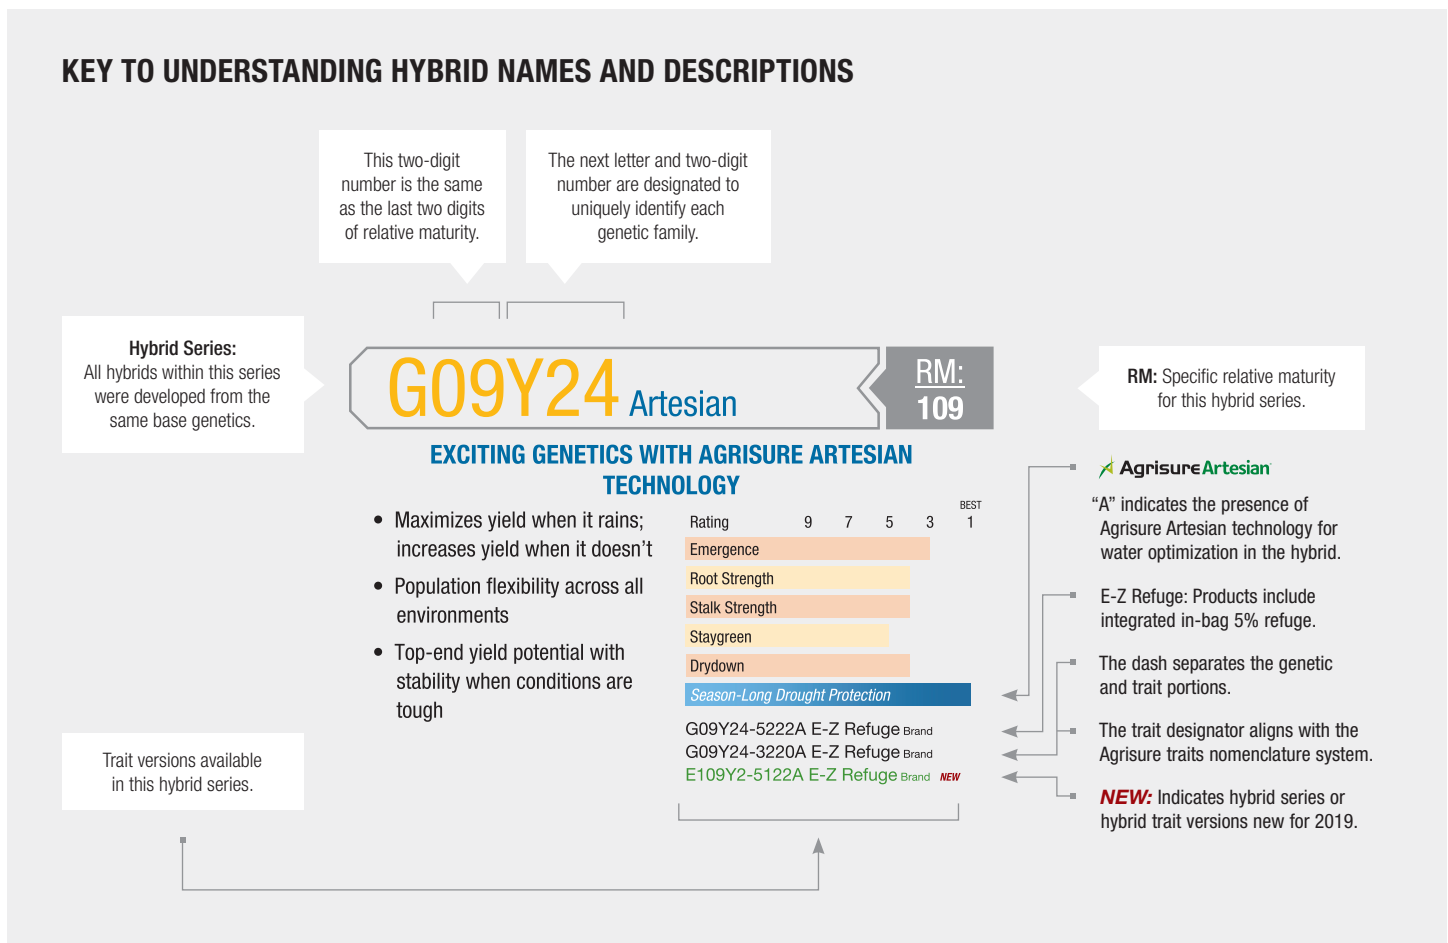 KEY TO UNDERSTANDING HYBRID NAMES AND DESCRIPTIONS
This two-digit
number is the same
as the last two digits
of relative maturity.
The next letter and two-digit
number are designated to
uniquely identify each
genetic family.
Hybrid Series:
All hybrids within this series
were developed from the
same base genetics.
G09Y24 Artesian
RM:
109
RM: Specific relative maturity
for this hybrid series.
EXCITING GENETICS WITH AGRISURE ARTESIAN
TECHNOLOGY
• Maximizes yield when it rains;
increases yield when it doesn't
• Population flexibility across all
environments
• Top-end yield potential with
stability when conditions are
tough
BEST
Rating 9 7 5 3 1
Emergence
Root Strength
Stalk Strength
Staygreen
Drydown
Season-Long Drought Protection
G09Y24-5222A E-Z Refuge Brand
G09Y24-3220A E-Z Refuge Brand
E109Y2-5122A E-Z Refuge Brand NEW
Agrisure Artesian
“A” indicates the presence of
Agrisure Artesian technology for
water optimization in the hybrid.
E-Z Refuge: Products include
integrated in-bag 5% refuge.
The dash separates the genetic
and trait portions.
The trait designator aligns with the
Agrisure traits nomenclature system.
NEW: Indicates hybrid series or
hybrid trait versions new for 2019.
Trait versions available
in this hybrid series.